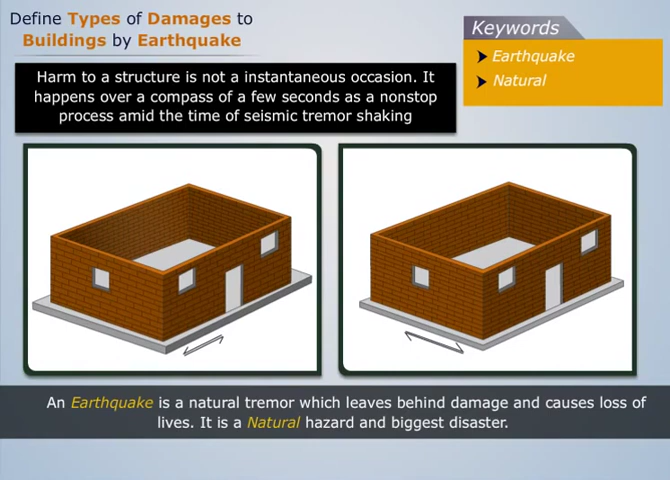 Define Types of Damages to
Buildings by Earthquake
Keywords
Earthquake
Natural
Harm to a structure is not a instantaneous occasion. It
happens over a compass of a few seconds as a nonstop
process amid the time of seismic tremor shaking
An Earthquake is a natural tremor which leaves behind damage and causes loss of
lives. It is a Natural hazard and biggest disaster.